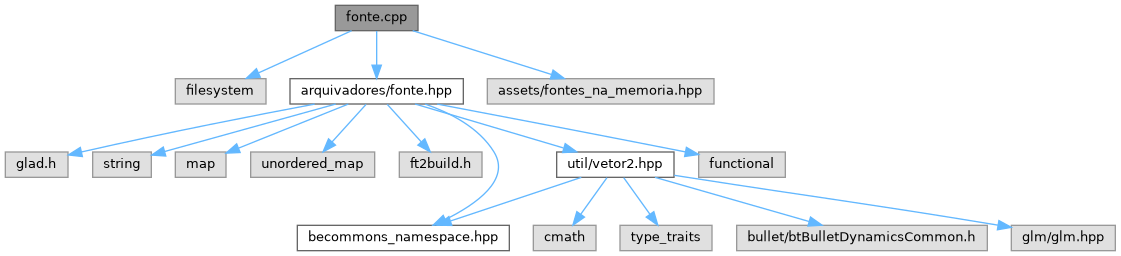 fonte.cpp
filesystem
arquivadores/fonte.hpp
assets/fontes_na_memoria.hpp
glad.h
string
map
unordered_map
ft2build.h
util/vetor2.hpp
functional
becommons_namespace.hpp
cmath
type_traits
bullet/btBulletDynamicsCommon.h
glm/glm.hpp